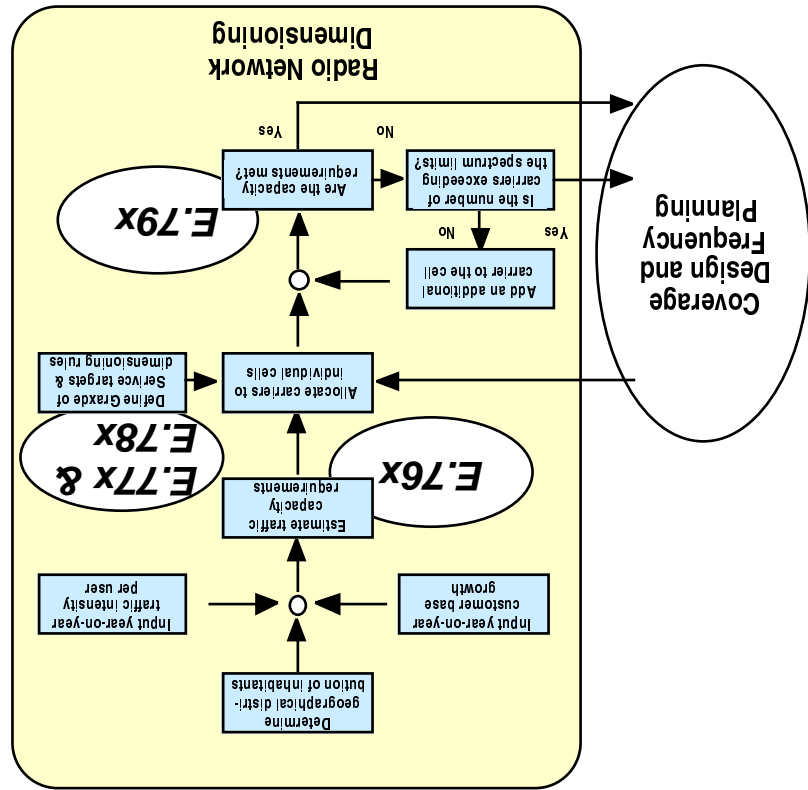 Determine
geographical distri-
bution of inhabitants
Input year-on-year
customer base
growth
Input year-on-year
traffic intensity
per user
Estimate traffic
capacity
requirements
E.76x
E.77x &
E.78x
Define Graxde of
Serivce targets &
dimensioning rules
Allocate carriers to
individual cells
Coverage
Design and
Frequency
Planning
Add an additional
carrier to the cell
Yes
No
Is the number of
carriers exceeding
the spectrum limits?
Are the capacity
requirements met?
E.79x
No
Yes
Radio Network
Dimensioning